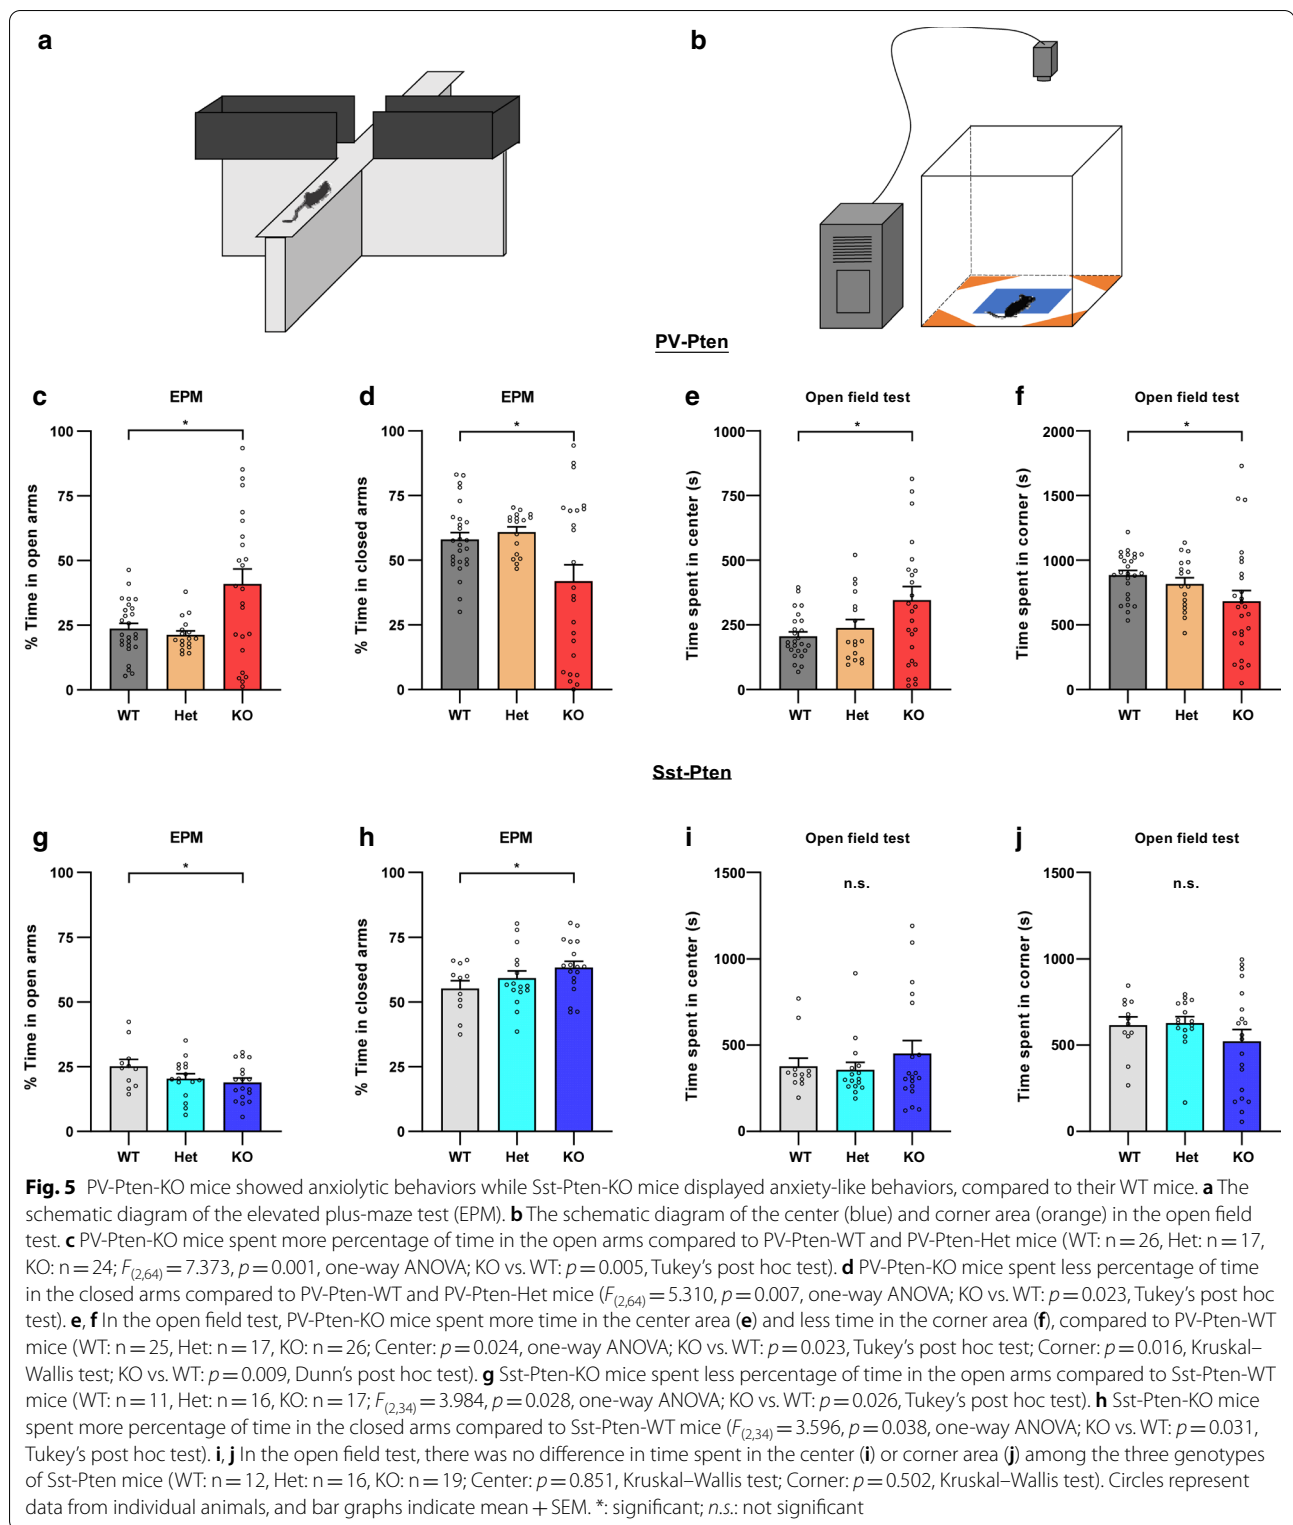 a
b
PV-Pten
c
EPM
% Time in open arms
100
75
50
25
0
WT
Het
KO
*
d
EPM
% Time in closed arms
100
75
50
25
0
WT
Het
KO
*
e
Open field test
Time spent in center (s)
1000
750
500
250
0
WT
Het
KO
*
f
Open field test
Time spent in corner (s)
2000
1500
1000
500
0
WT
Het
KO
*
Sst-Pten
g
EPM
% Time in open arms
100
75
50
25
0
WT
Het
KO
*
h
EPM
% Time in closed arms
100
75
50
25
0
WT
Het
KO
*
i
Open field test
Time spent in center (s)
1500
1000
500
0
WT
Het
KO
n.s.
j
Open field test
Time spent in corner (s)
1500
1000
500
0
WT
Het
KO
n.s.
Fig. 5 PV-Pten-KO mice showed anxiolytic behaviors while Sst-Pten-KO mice displayed anxiety-like behaviors, compared to their WT mice. a The
schematic diagram of the elevated plus-maze test (EPM). b The schematic diagram of the center (blue) and corner area (orange) in the open field
test. c PV-Pten-KO mice spent more percentage of time in the open arms compared to PV-Pten-WT and PV-Pten-Het mice (WT: n = 26, Het: n = 17,
KO: n = 24; F(2,64) = 7.373, p = 0.001, one-way ANOVA; KO vs. WT: p = 0.005, Tukey's post hoc test). d PV-Pten-KO mice spent less percentage of time
in the closed arms compared to PV-Pten-WT and PV-Pten-Het mice (F(2,64) = 5.310, p = 0.007, one-way ANOVA; KO vs. WT: p = 0.023, Tukey's post hoc
test). e, f In the open field test, PV-Pten-KO mice spent more time in the center area (e) and less time in the corner area (f), compared to PV-Pten-WT
mice (WT: n = 25, Het: n = 17, KO: n = 26; Center: p = 0.024, one-way ANOVA; KO vs. WT: p = 0.023, Tukey's post hoc test; Corner: p = 0.016, Kruskal–
Wallis test; KO vs. WT: p = 0.009, Dunn's post hoc test). g Sst-Pten-KO mice spent less percentage of time in the open arms compared to Sst-Pten-WT
mice (WT: n = 11, Het: n = 16, KO: n = 17; F(2,34) = 3.984, p = 0.028, one-way ANOVA; KO vs. WT: p = 0.026, Tukey's post hoc test). h Sst-Pten-KO mice
spent more percentage of time in the closed arms compared to Sst-Pten-WT mice (F(2,34) = 3.596, p = 0.038, one-way ANOVA; KO vs. WT: p = 0.031,
Tukey's post hoc test). i, j In the open field test, there was no difference in time spent in the center (i) or corner area (j) among the three genotypes
of Sst-Pten mice (WT: n = 12, Het: n = 16, KO: n = 19; Center: p = 0.851, Kruskal–Wallis test; Corner: p = 0.502, Kruskal–Wallis test). Circles represent
data from individual animals, and bar graphs indicate mean + SEM. *: significant; n.s.: not significant